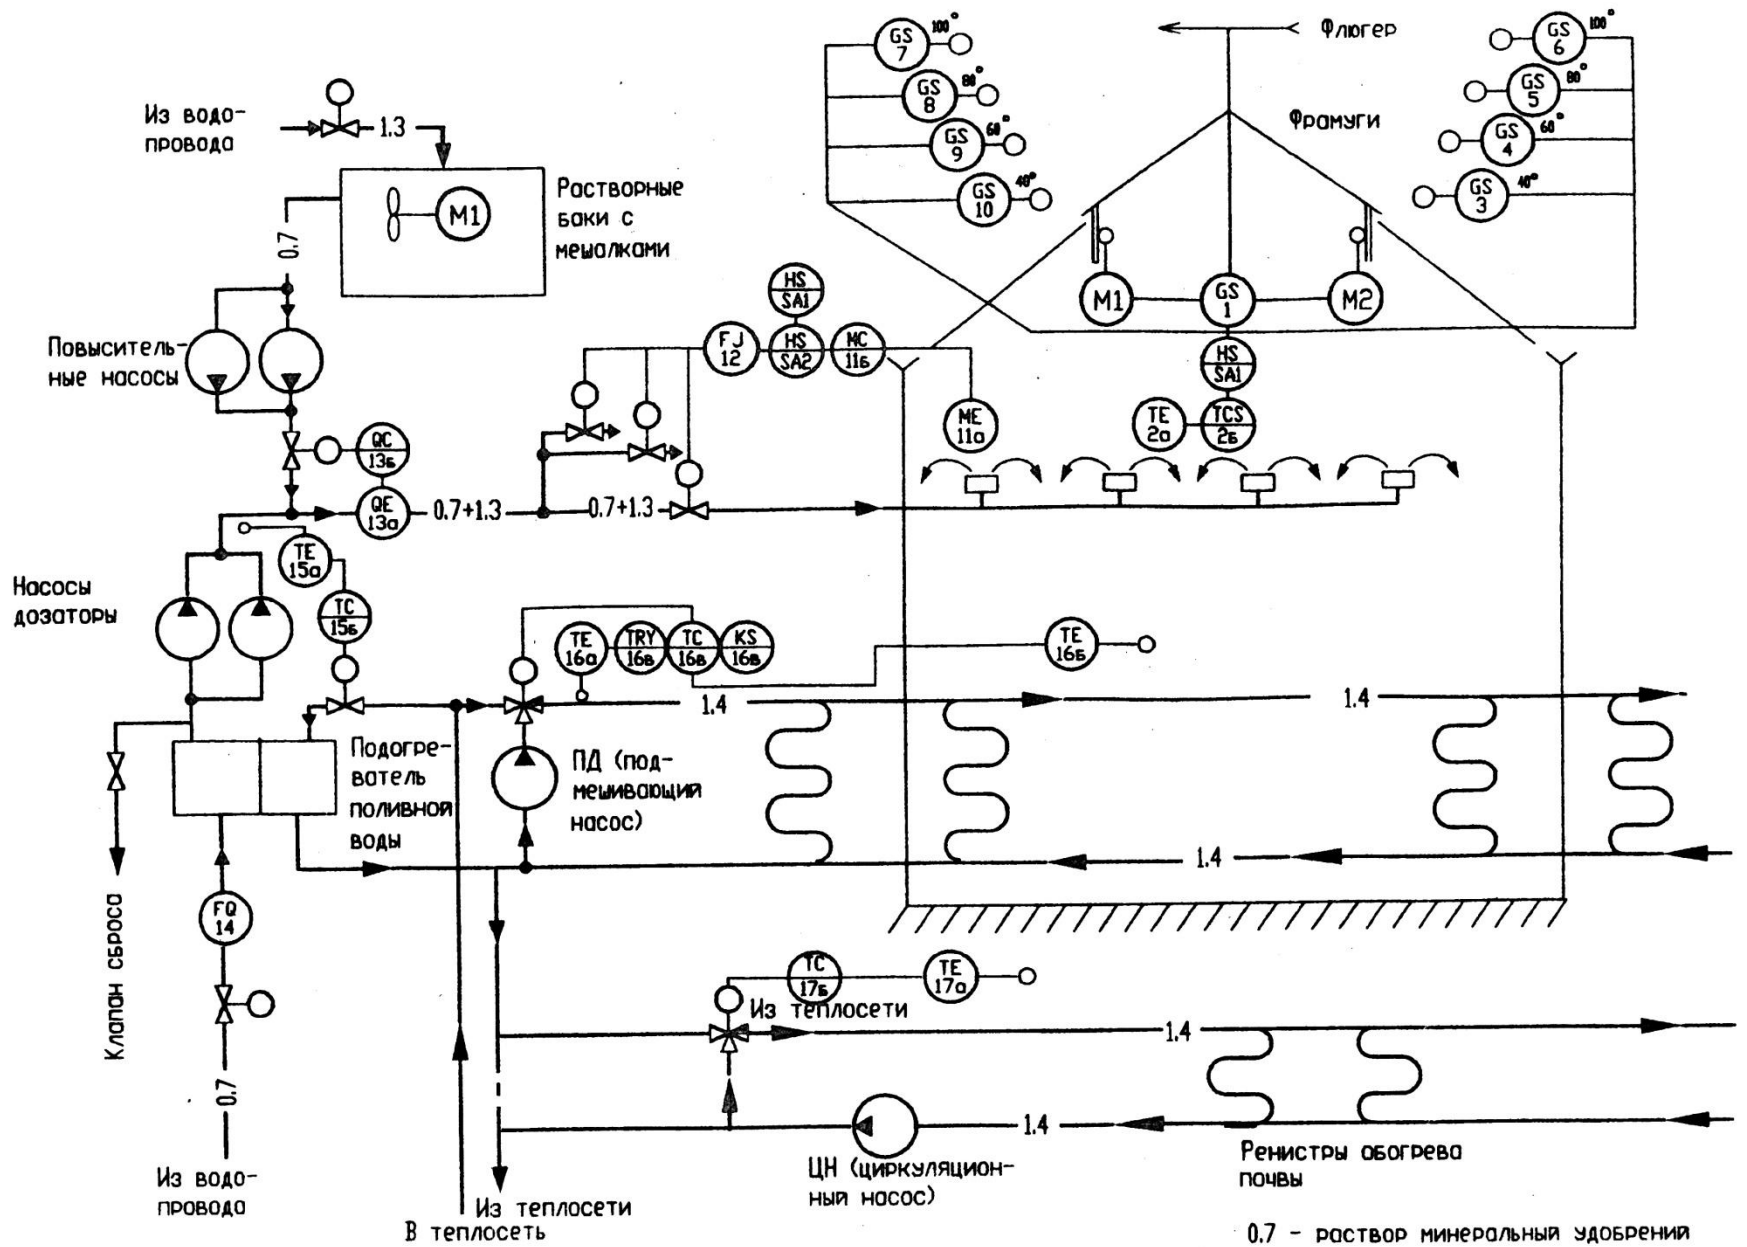 GS
7
100°
GS
8
80°
GS
9
60°
GS
10
40°
Флюгер
GS
6
100°
GS
5
80°
GS
4
60°
GS
3
40°
Фрамуги
Из водо-
провода
1.3
М1
Растворные
баки с
мешалками
0.7
Повыситель-
ные насосы
HS
SA1
FJ
12
HS
SA2
МС
11Б
М1
GS
1
М2
HS
SA1
TE
2а
TCS
2Б
МЕ
11а
QC
13Б
QE
13а
0.7+1.3
0.7+1.3
TE
15а
TC
15Б
Насосы
дозаторы
TE
16а
TRY
16в
TC
16в
KS
16в
TE
16Б
1.4
1.4
Подогре-
ватель
поливной
воды
ПД (под-
мешивающий
насос)
1.4
Клапан сброса
FQ
14
0.7
Из водо-
провода
TC
17Б
TE
17а
Из теплосети
1.4
1.4
ЦН (циркуляцион-
ный насос)
Ренистры обогрева
почвы
Из теплосети
В теплосеть
0.7 - раствор минеральный удобрений